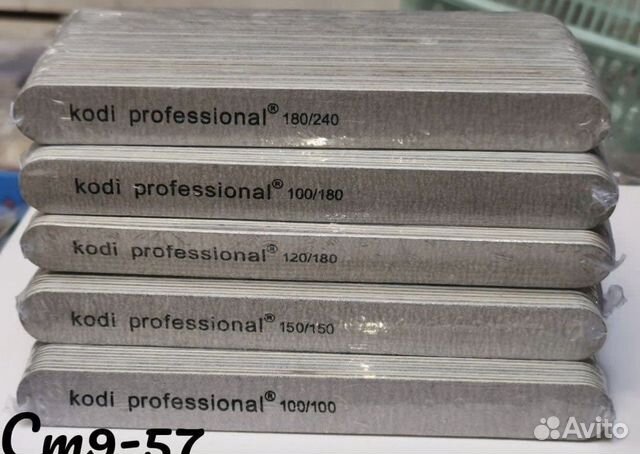 kodi professional® 180/240
kodi professional® 100/180
kodi professional® 120/180
kodi professional® 150/150
kodi professional® 100/100
Ст9-57
Avito